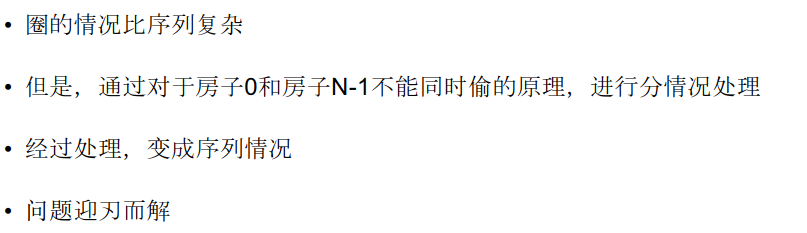 • 圈的情况比序列复杂
• 但是，通过对于房子0和房子N-1不能同时偷的原理，进行分情况处理
• 经过处理，变成序列情况
• 问题迎刃而解